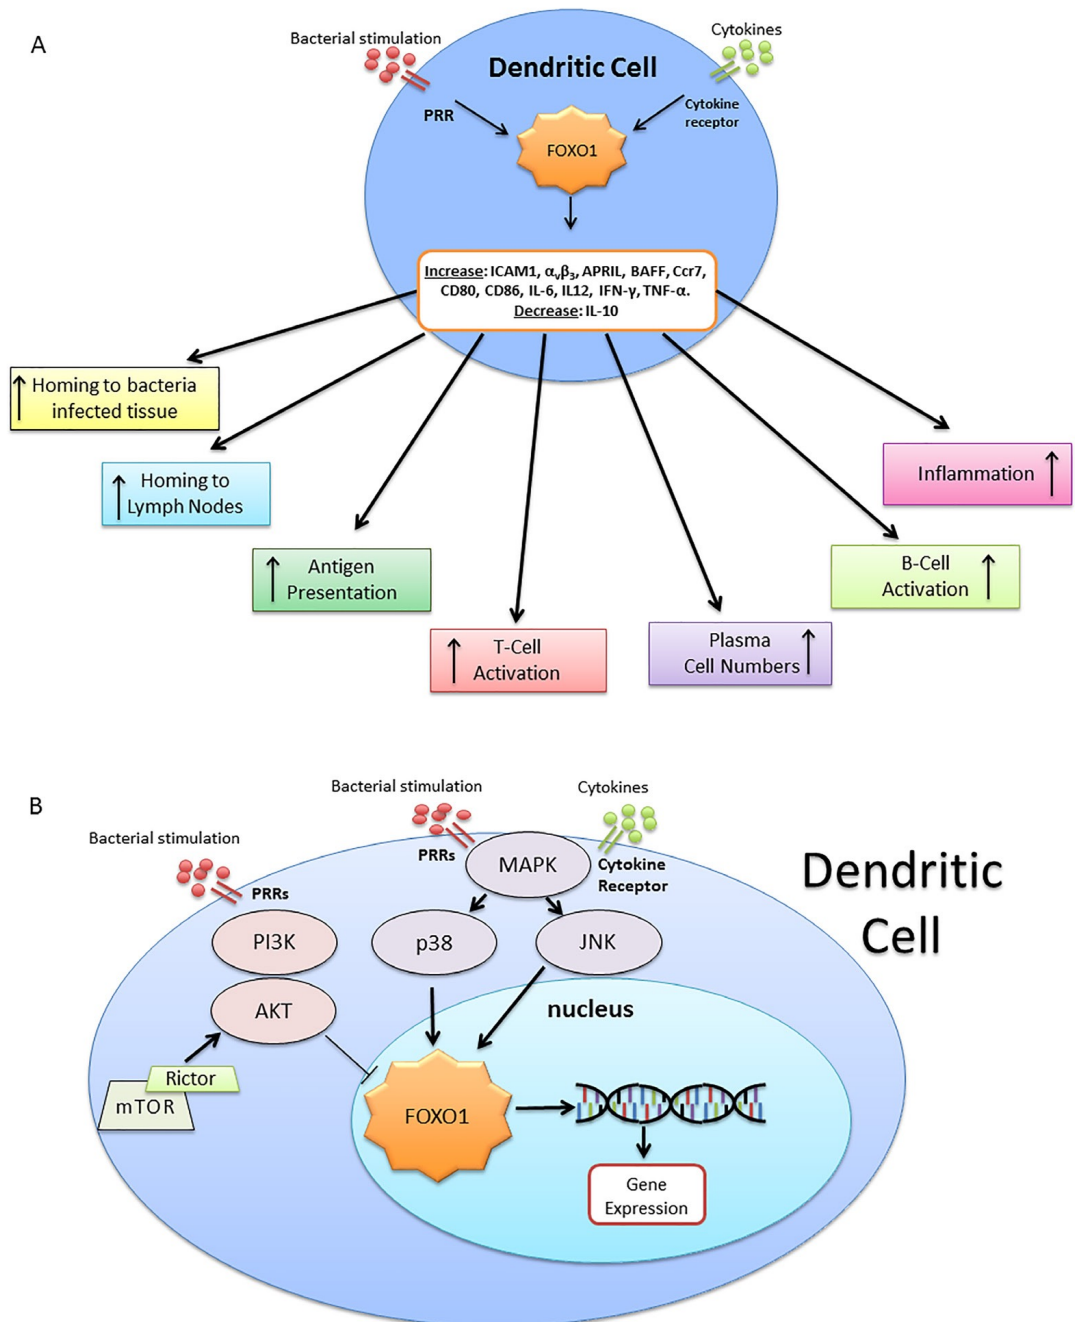 A
Bacterial stimulation
Cytokines
Dendritic Cell
PRR
Cytokine
receptor
FOXO1
Increase: ICAM1, αvβ3, APRIL, BAFF, Ccr7,
CD80, CD86, IL-6, IL12, IFN-γ, TNF-α.
Decrease: IL-10
Homing to bacteria
infected tissue
Homing to
Lymph Nodes
Antigen
Presentation
T-Cell
Activation
Plasma
Cell Numbers
B-Cell
Activation
Inflammation
B
Bacterial stimulation
PRRs
Bacterial stimulation
PRRs
Cytokines
Cytokine
Receptor
MAPK
Dendritic
Cell
PI3K
p38
JNK
AKT
nucleus
Rictor
mTOR
FOXO1
Gene
Expression